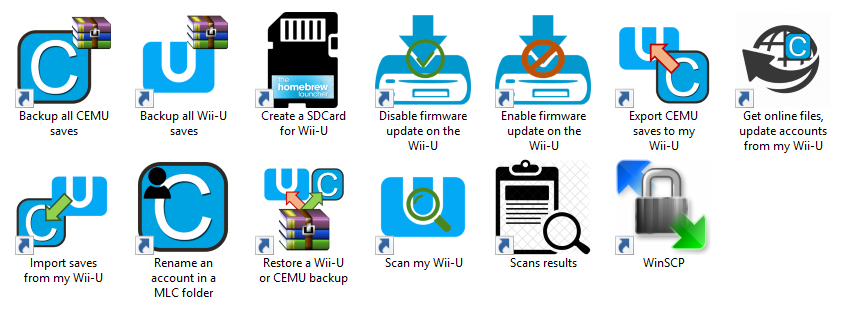 C
U
the
homebrew
launcher
U
C
C
Backup all CEMU
saves
Backup all Wii-U
saves
Create a SDCard
for Wii-U
Disable firmware
update on the
Wii-U
Enable firmware
update on the
Wii-U
Export CEMU
saves to my
Wii-U
Get online files,
update accounts
from my Wii-U
U
C
C
U
C
U
Import saves
from my Wii-U
Rename an
account in a
MLC folder
Restore a Wii-U
or CEMU backup
Scan my Wii-U
Scans results
WinSCP